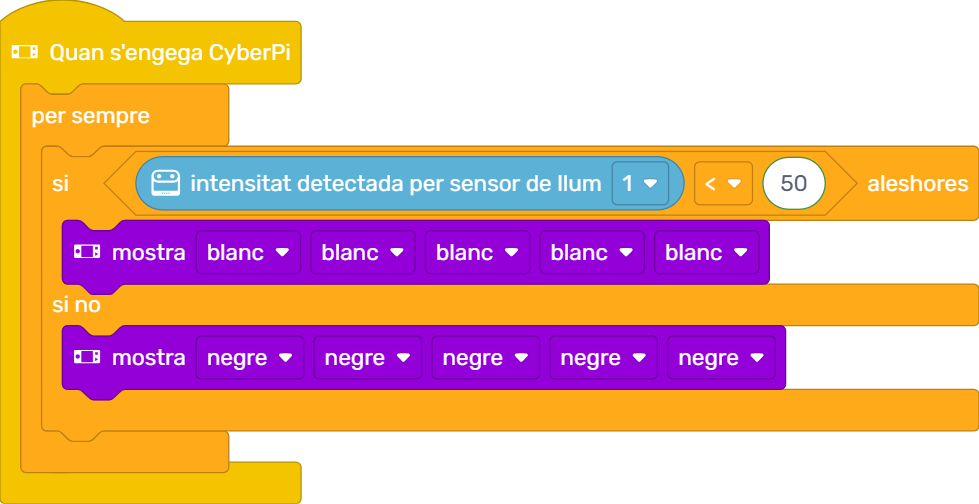 Quan s'engega CyberPi
per sempre
si intensitat detectada per sensor de llum 1 < 50 aleshores
mostra blanc blanc blanc blanc blanc
si no
mostra negre negre negre negre negre